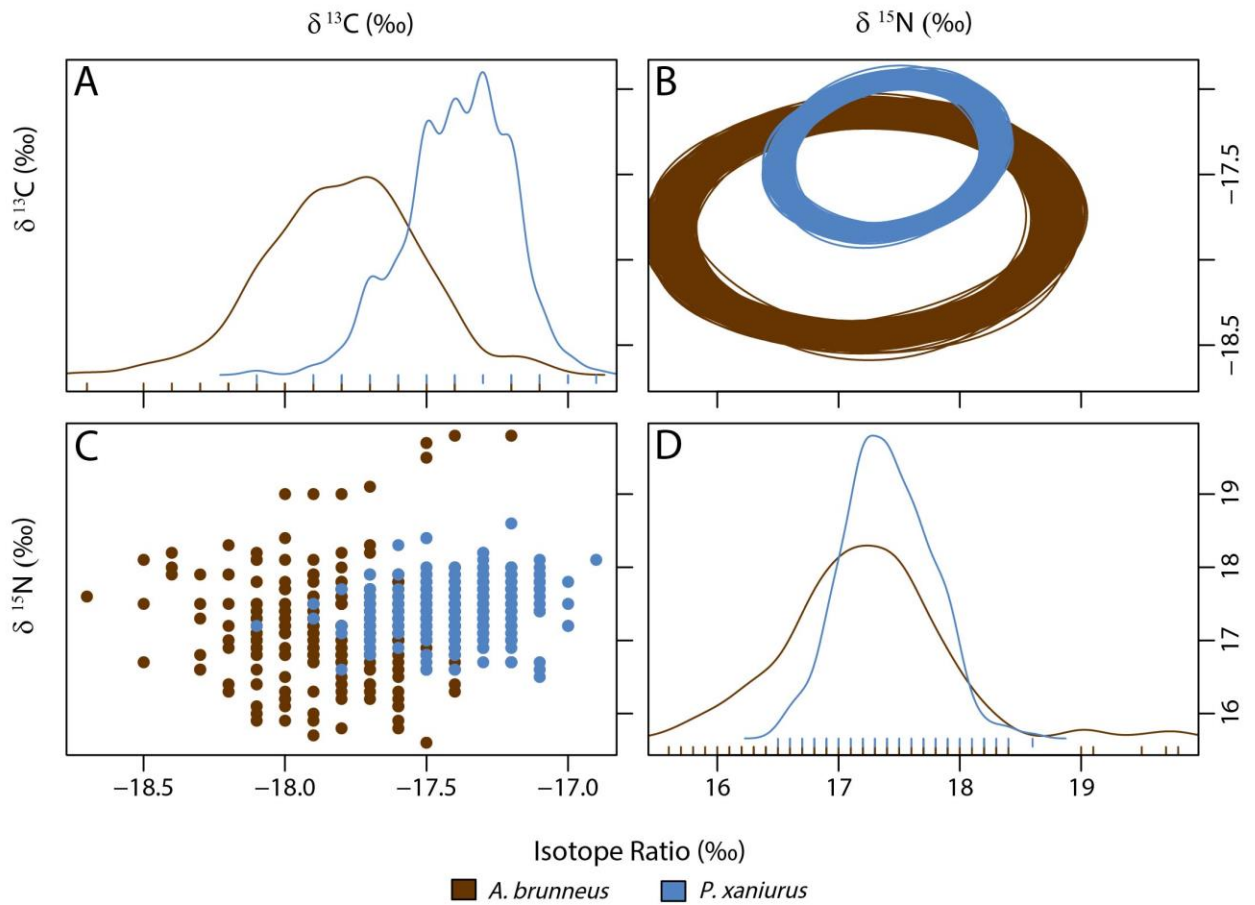 δ ¹³C (‰) δ ¹⁵N (‰)
A B
δ ¹³C (‰)
−17.5
−18.5
C D
δ ¹⁵N (‰)
19
18
17
16
−18.5 −18.0 −17.5 −17.0 16 17 18 19
Isotope Ratio (‰)
A. brunneus P. xaniurus